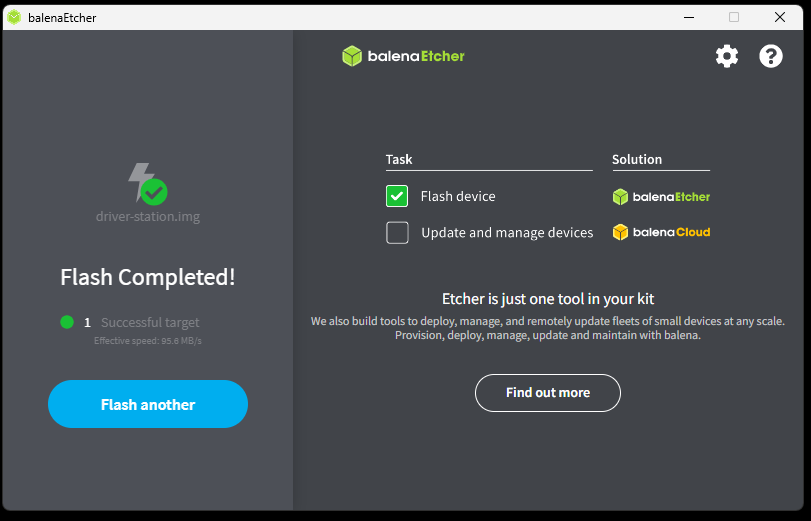 balenaEtcher
balenaEtcher
driver-station.img
Flash Completed!
1 Successful target
Effective speed: 95.6 MB/s
Flash another
Task Solution
Flash device balenaEtcher
Update and manage devices balenaCloud
Etcher is just one tool in your kit
We also build tools to deploy, manage, and remotely update fleets of small devices at any scale.
Provision, deploy, manage, update and maintain with balena.
Find out more